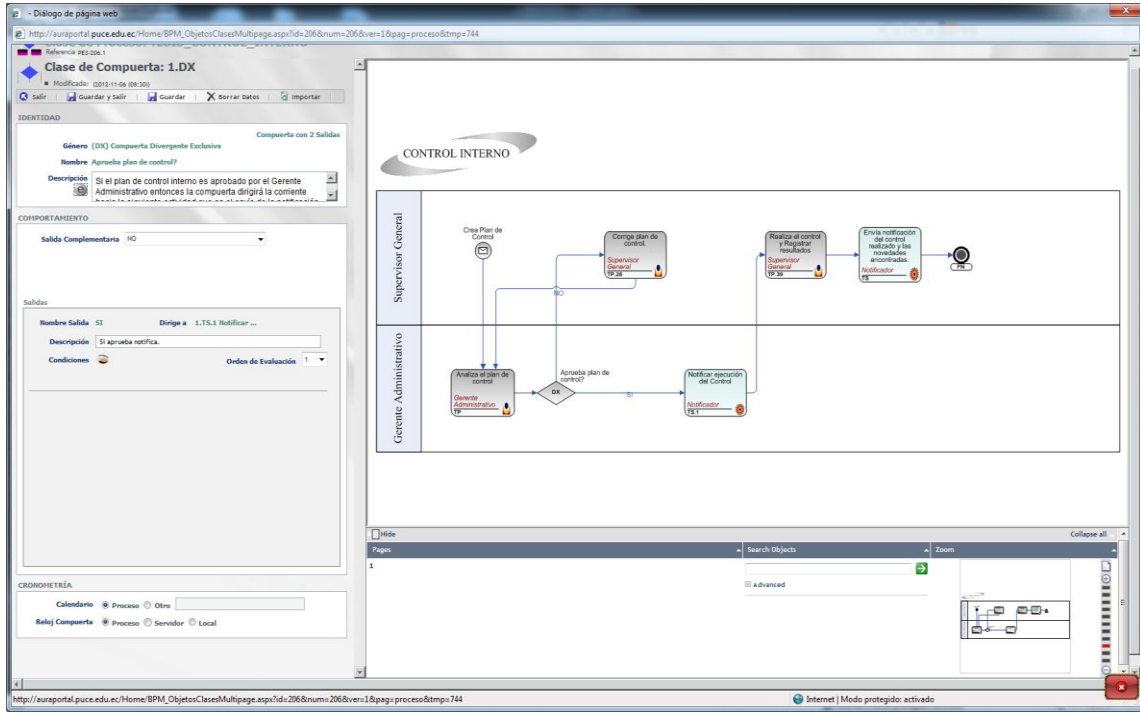 - Diálogo de página web
http://auraportal.puce.edu.ec/Home/BPM_ObjetosClasesMultipage.aspx?id=206&num=206&ver=1&pag=proceso&tmp=744
Referencia PES-206.1
Clase de Compuerta: 1.DX
Modificada: (2012-11-06 (08:30))
Salir
Guardar y Salir
Guardar
Borrar Datos
Importar
IDENTIDAD
Compuerta con 2 Salidas
Género (DX) Compuerta Divergente Exclusiva
Nombre Aprueba plan de control?
Descripción
Si el plan de control interno es aprobado por el Gerente
Administrativo entonces la compuerta dirigirá la corriente
COMPORTAMIENTO
Salida Complementaria NO
Salidas
Nombre Salida SI
Dirige a 1.TS.1 Notificar ...
Descripción Si aprueba notifica.
Condiciones
Orden de Evaluación 1
CRONOMETRÍA
Calendario Proceso Otro
Reloj Compuerta Proceso Servidor Local
CONTROL INTERNO
Supervisor General
Crea Plan de
Control
Corrige plan de
control.
Supervisor
General
TP.28
Realiza el control
y Registrar
resultados
Supervisor
General
TP.39
Envía notificación
del control
realizado y las
novedades
encontradas.
Notificador
TS
FN
NO
Gerente Administrativo
Analiza el plan de
control
Gerente
Administrativo
TP
DX
Aprueba plan de
control?
SI
Notificar ejecución
del Control
Notificador
TS.1
Hide
Collapse all
Pages
Search Objects
Zoom
1
Advanced
http://auraportal.puce.edu.ec/Home/BPM_ObjetosClasesMultipage.aspx?id=206&num=206&ver=1&pag=proceso&tmp=744
Internet | Modo protegido: activado